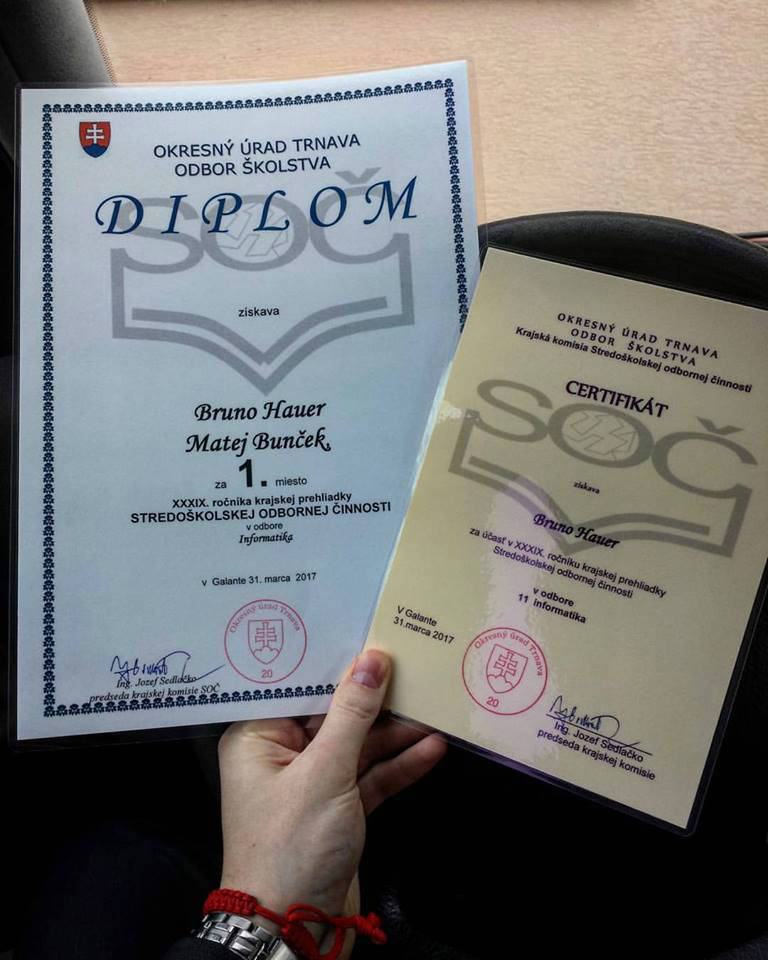 OKRESNÝ ÚRAD TRNAVA
ODBOR ŠKOLSTVA
DIPLOM
SOČ
získava
Bruno Hauer
Matej Bunček
za 1. miesto
XXXIX. ročníka krajskej prehliadky
STREDOŠKOLSKEJ ODBORNEJ ČINNOSTI
v odbore
Informatika
v Galante 31. marca 2017
Okresný úrad Trnava
20
Ing. Jozef Sedlačko
predseda krajskej komisie SOČ
OKRESNÝ ÚRAD TRNAVA
ODBOR ŠKOLSTVA
Krajská komisia Stredoškolskej odbornej činnosti
CERTIFIKÁT
SOČ
získava
Bruno Hauer
za účasť v XXXIX. ročníku krajskej prehliadky
Stredoškolskej odbornej činnosti
v odbore
11 informatika
V Galante
31.marca 2017
Okresný úrad Trnava
20
Ing. Jozef Sedlačko
predseda krajskej komisie